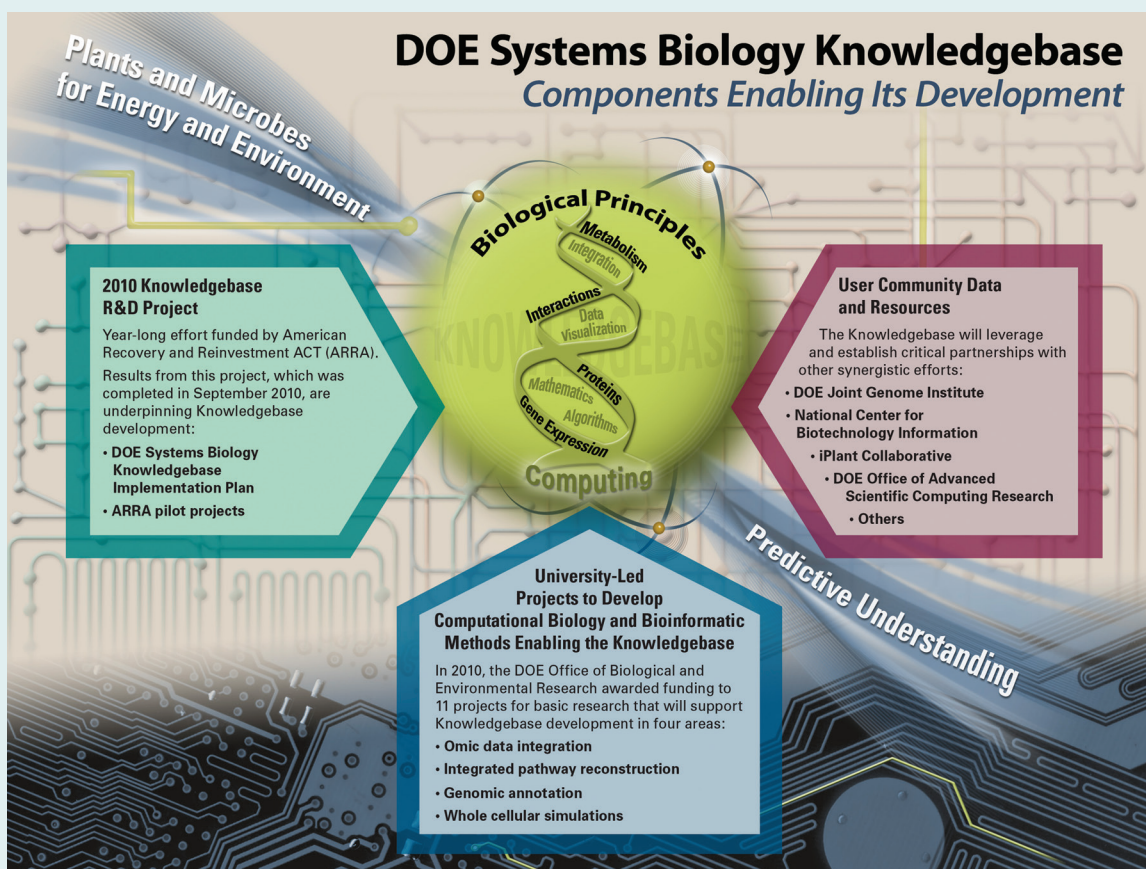 DOE Systems Biology Knowledgebase
Components Enabling Its Development
Plants and Microbes
for Energy and Environment
Biological Principles
Metabolism
Integration
Interactions
Data
Visualization
KNOWLEDGEBASE
Proteins
Mathematics
Algorithms
Gene Expression
Computing
2010 Knowledgebase
R&D Project
Year-long effort funded by American
Recovery and Reinvestment ACT (ARRA).
Results from this project, which was
completed in September 2010, are
underpinning Knowledgebase
development:
• DOE Systems Biology
Knowledgebase
Implementation Plan
• ARRA pilot projects
User Community Data
and Resources
The Knowledgebase will leverage
and establish critical partnerships with
other synergistic efforts:
• DOE Joint Genome Institute
• National Center for
Biotechnology Information
• iPlant Collaborative
• DOE Office of Advanced
Scientific Computing Research
• Others
University-Led
Projects to Develop
Computational Biology and Bioinformatic
Methods Enabling the Knowledgebase
In 2010, the DOE Office of Biological and
Environmental Research awarded funding to
11 projects for basic research that will support
Knowledgebase development in four areas:
• Omic data integration
• Integrated pathway reconstruction
• Genomic annotation
• Whole cellular simulations
Predictive Understanding